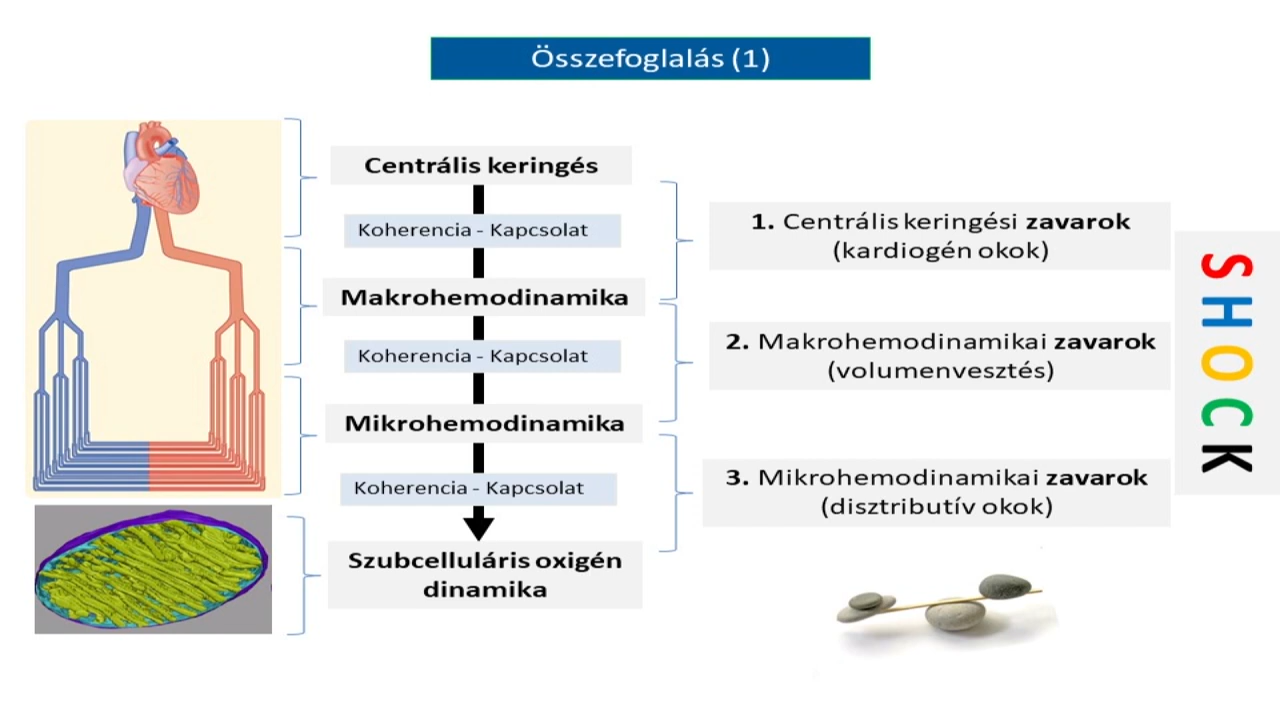 Összefoglalás (1)
Centrális keringés
Koherencia - Kapcsolat
Makrohemodinamika
Koherencia - Kapcsolat
Mikrohemodinamika
Koherencia - Kapcsolat
Szubcelluláris oxigén
dinamika
1. Centrális keringési zavarok
(kardiogén okok)
2. Makrohemodinamikai zavarok
(volumenvesztés)
3. Mikrohemodinamikai zavarok
(disztributív okok)
SHOCK